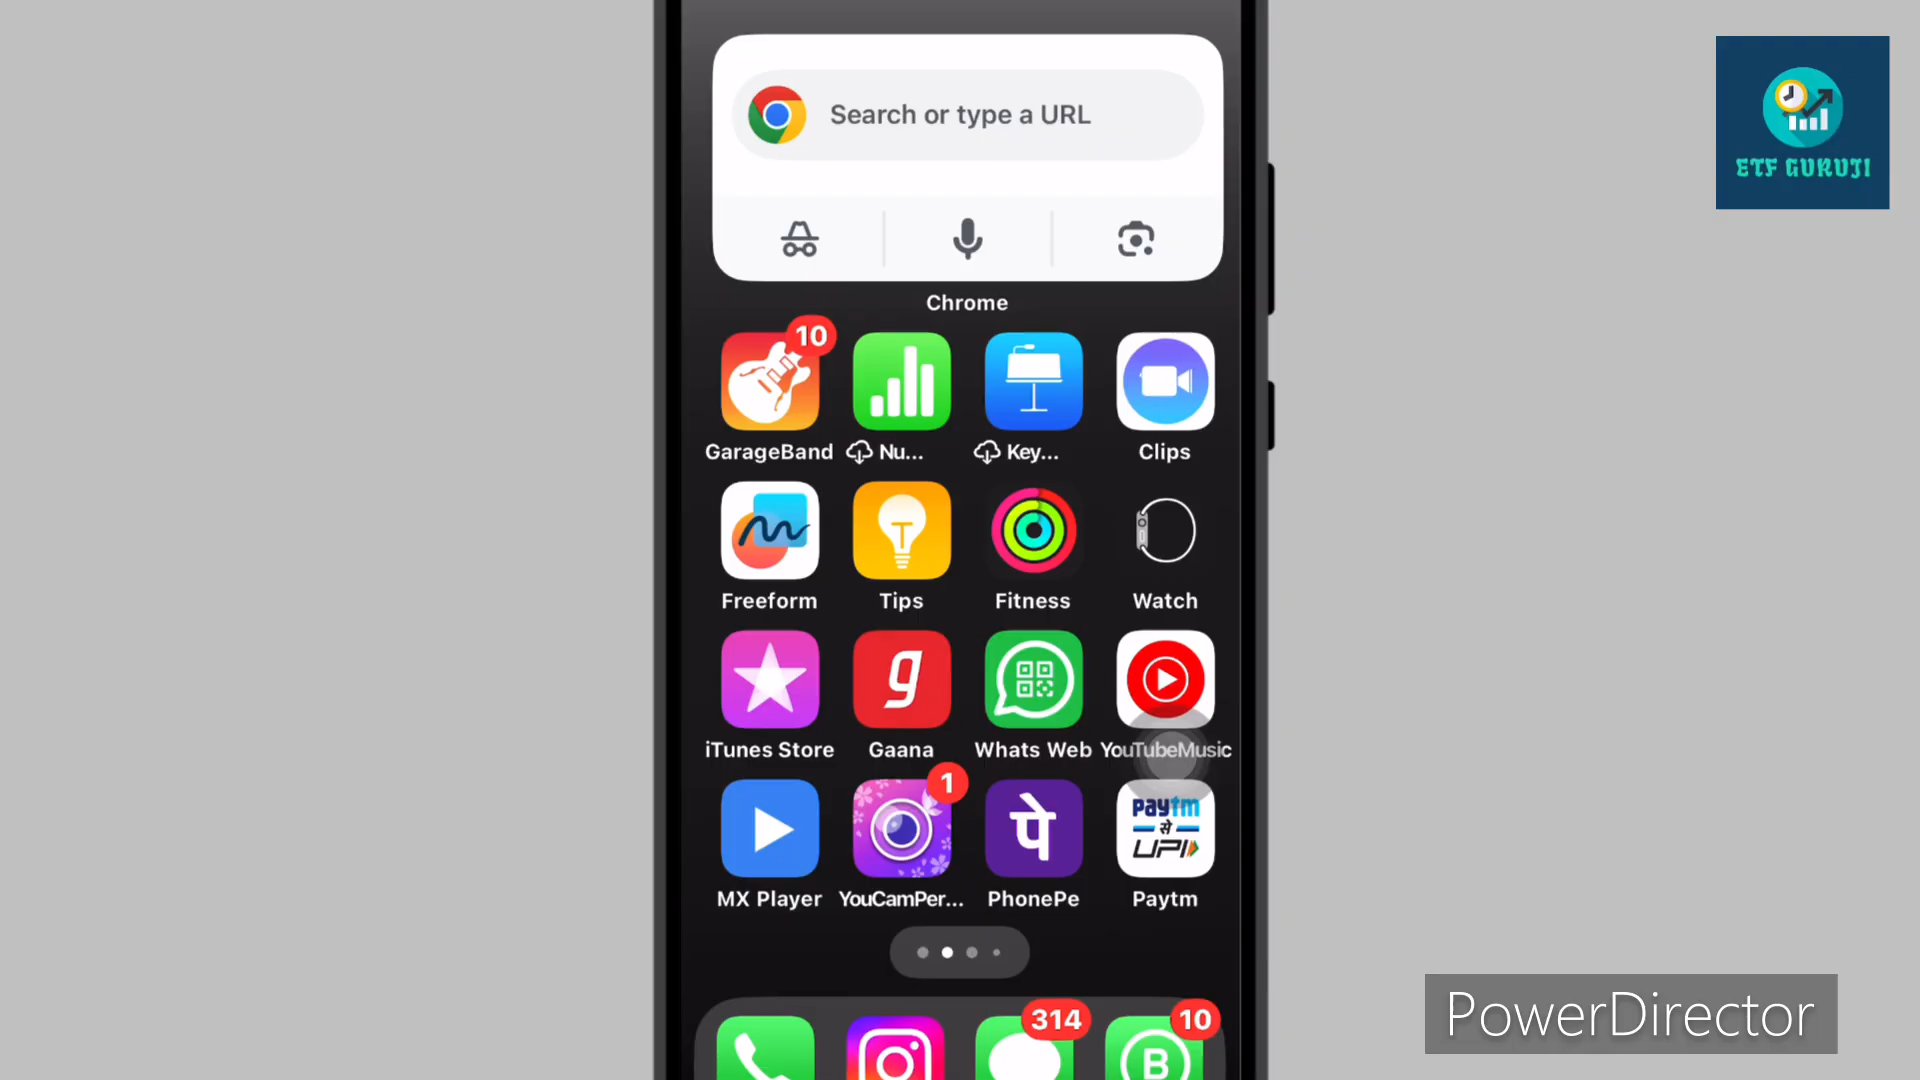 Search or type a URL
ETF GURUJI
Chrome
10
GarageBand
Nu...
Key...
Clips
T
Freeform
Tips
Fitness
Watch
g
iTunes Store
Gaana
Whats Web
YouTubeMusic
1
पे
paytm
से
UPI
MX Player
YouCamPer...
PhonePe
Paytm
314
10
B
PowerDirector